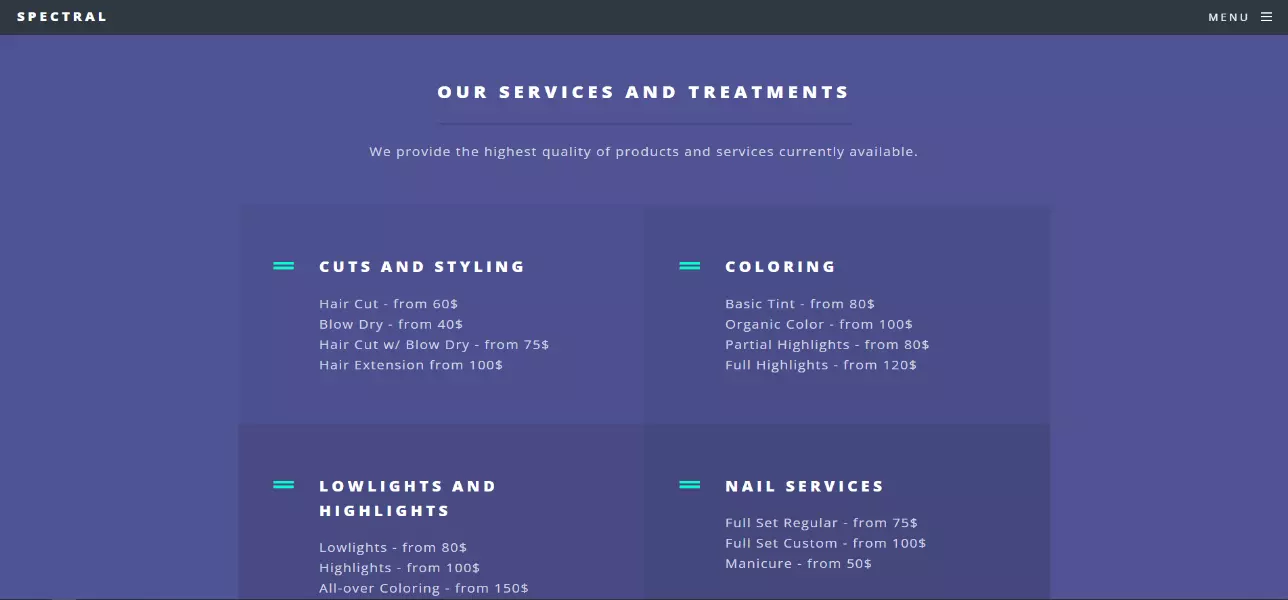 SPECTRAL
MENU
OUR SERVICES AND TREATMENTS
We provide the highest quality of products and services currently available.
CUTS AND STYLING
Hair Cut - from 60$
Blow Dry - from 40$
Hair Cut w/ Blow Dry - from 75$
Hair Extension from 100$
COLORING
Basic Tint - from 80$
Organic Color - from 100$
Partial Highlights - from 80$
Full Highlights - from 120$
LOWLIGHTS AND
HIGHLIGHTS
Lowlights - from 80$
Highlights - from 100$
All-over Coloring - from 150$
NAIL SERVICES
Full Set Regular - from 75$
Full Set Custom - from 100$
Manicure - from 50$